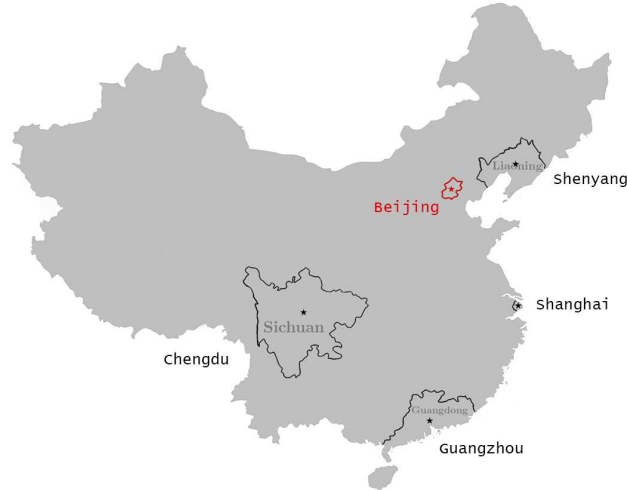 Liaoning
Shenyang
Beijing
Shanghai
Sichuan
Chengdu
Guangdong
Guangzhou